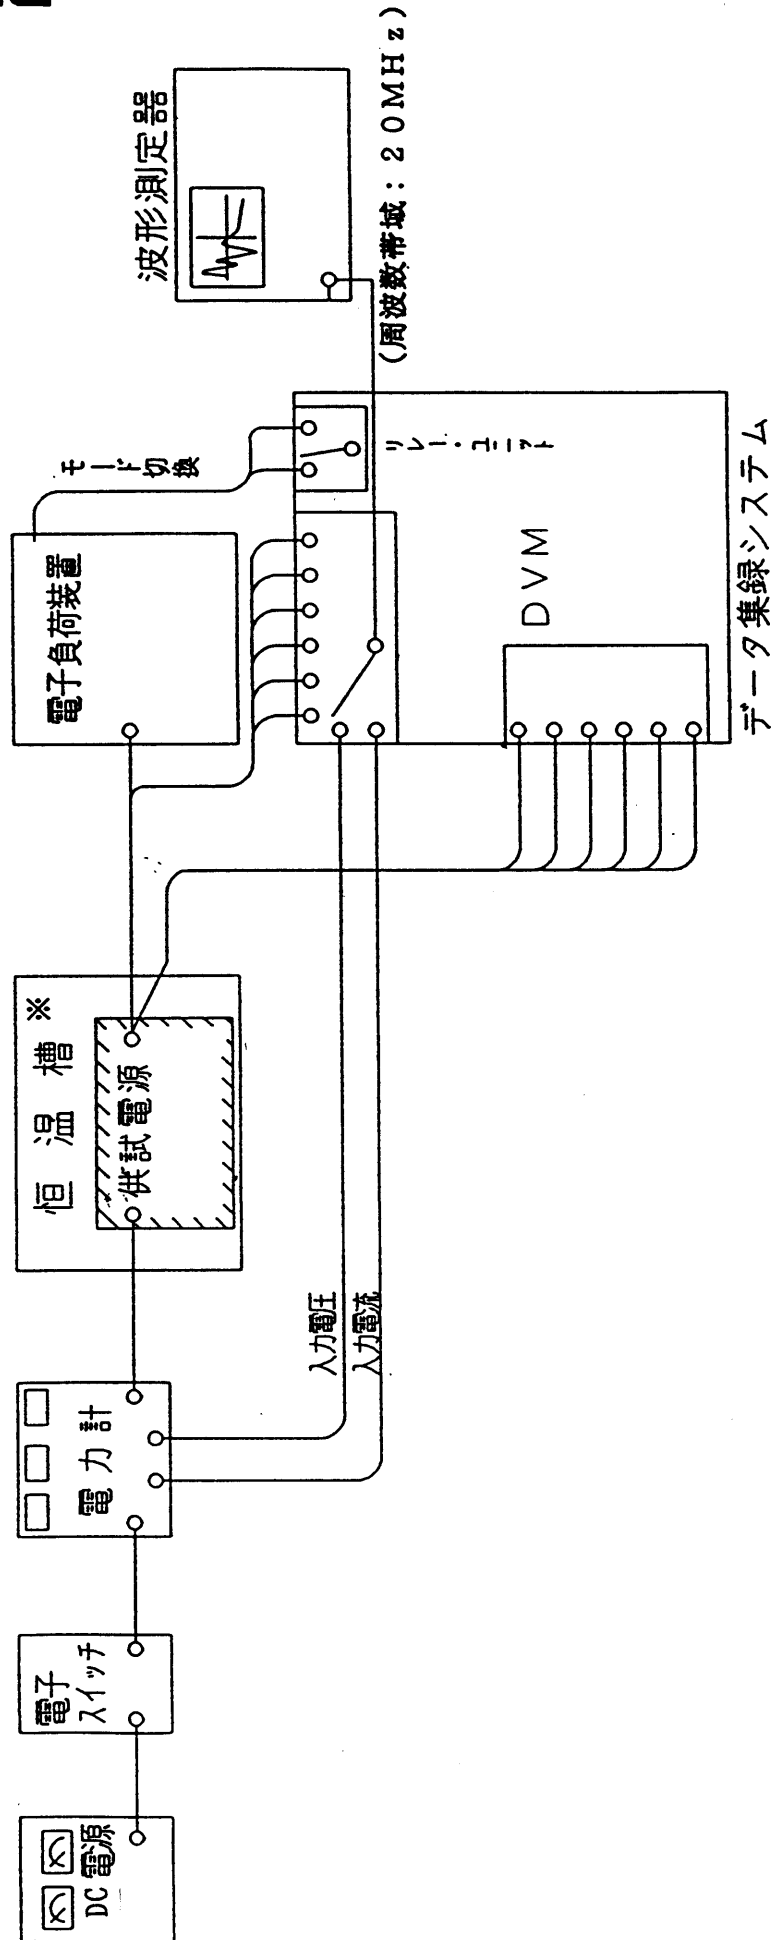 DC電源
電子
スイッチ
電力計
恒温槽 ※
供試電源
入力電圧
入力電流
電子負荷装置
モード切換
リレー・ユニット
DVM
データ集録システム
波形測定器
(周波数帯域：20MHz)